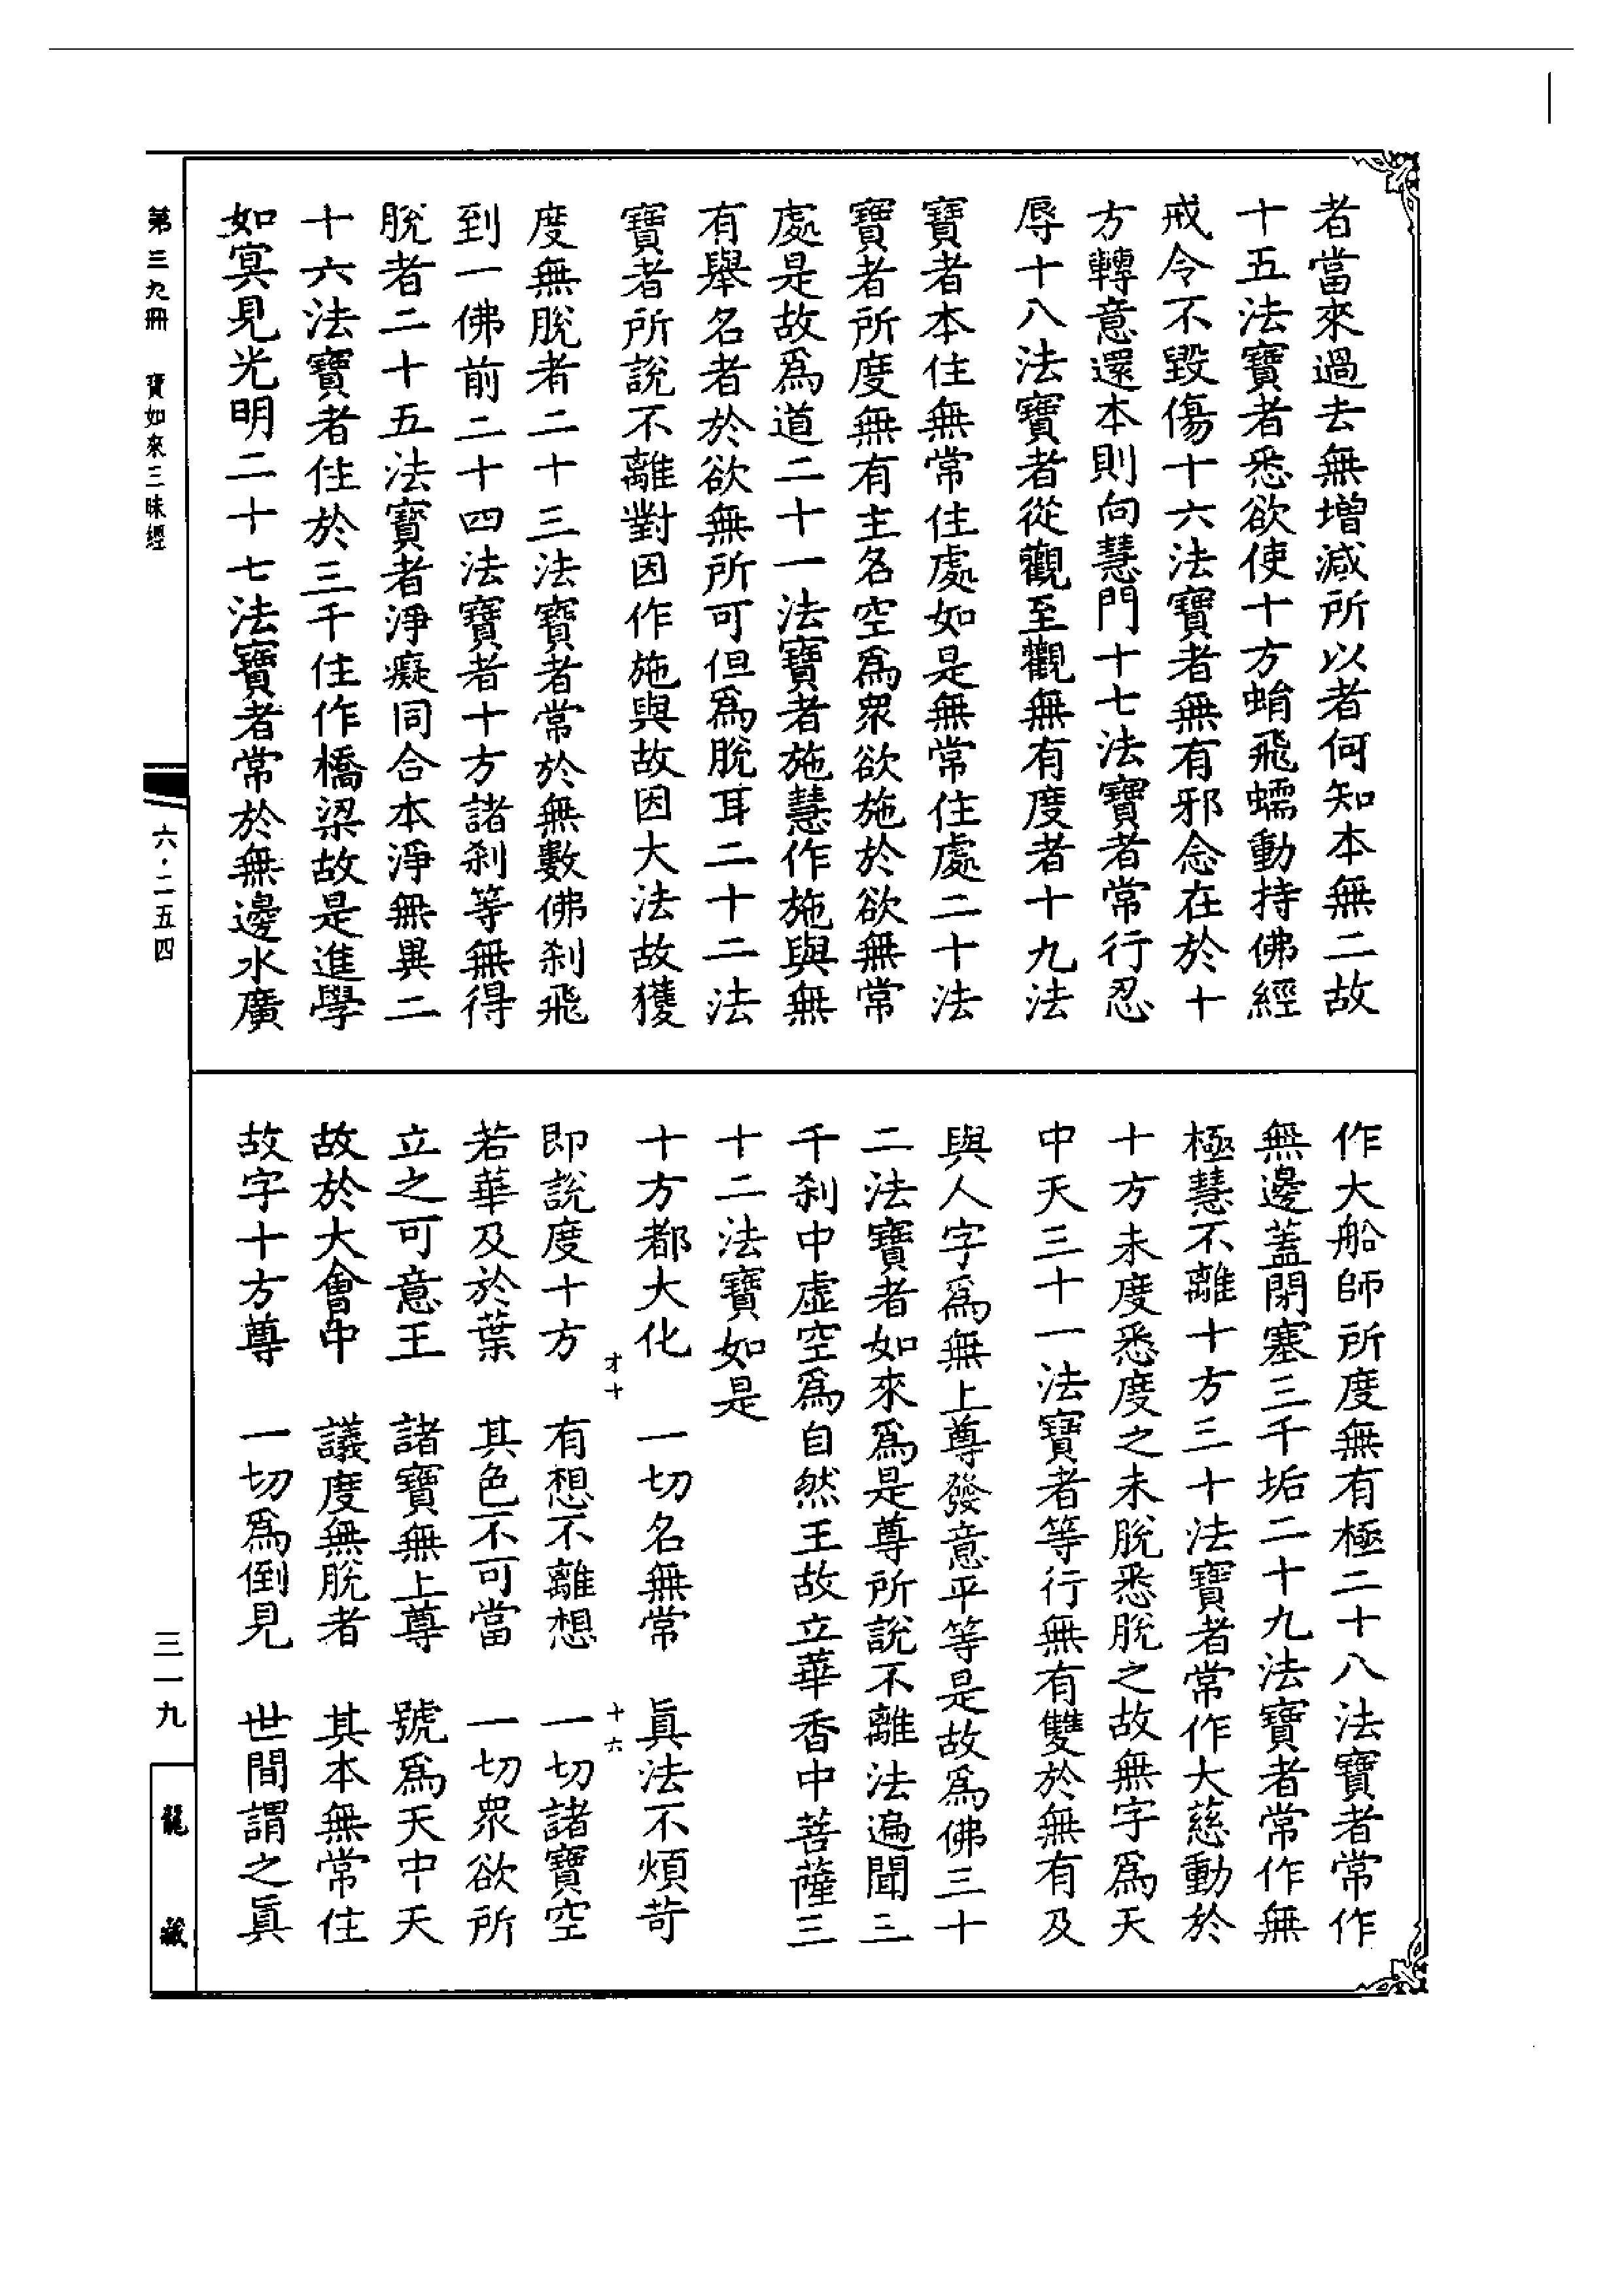 者當來過去無增減所以者何知本無二故
十五法寶者悉欲使十方蜎飛蠕動持佛經
戒令不毀傷十六法寶者無有邪念在於十
方轉意還本則向慧門十七法寶者常行忍
辱十八法寶者從觀至觀無有度者十九法
寶者本住無常住處如是無常住處二十法
寶者所度無有主名空爲眾欲施於欲無常
處是故爲道二十一法寶者施慧作施與無
有舉名者於欲無所可但爲脫耳二十二法
寶者所說不離對因作施與故因大法故獲
度無脫者二十三法寶者常於無數佛剎飛
到一佛前二十四法寶者十方諸剎等無得
脫者二十五法寶者淨癡同合本淨無異二
十六法寶者住於三千住作橋梁故是進學
如冥見光明二十七法寶者常於無邊水廣
作大船師所度無有極二十八法寶者常作
無邊蓋閉塞三千垢二十九法寶者常作無
極慧不離十方三十法寶者常作大慈動於
十方未度悉度之未脫悉脫之故無字爲天
中天三十一法寶者等行無有雙於無有及
與人字爲無上尊發意平等是故爲佛三十
二法寶者如來爲是尊所說不離法遍聞三
千剎中虛空爲自然王故立華香中菩薩三
十二法寶如是
十方都大化 一切名無常 眞法不煩苛
才十 十六
即說度十方 有想不離想 一切諸寶空
若華及於葉 其色不可當 一切眾欲所
立之可意王 諸寶無上尊 號爲天中天
故於大會中 議度無脫者 其本無常住
故字十方尊 一切爲倒見 世間謂之眞
第三九冊 寶如來三昧經
六·二五四
三一九
龍藏